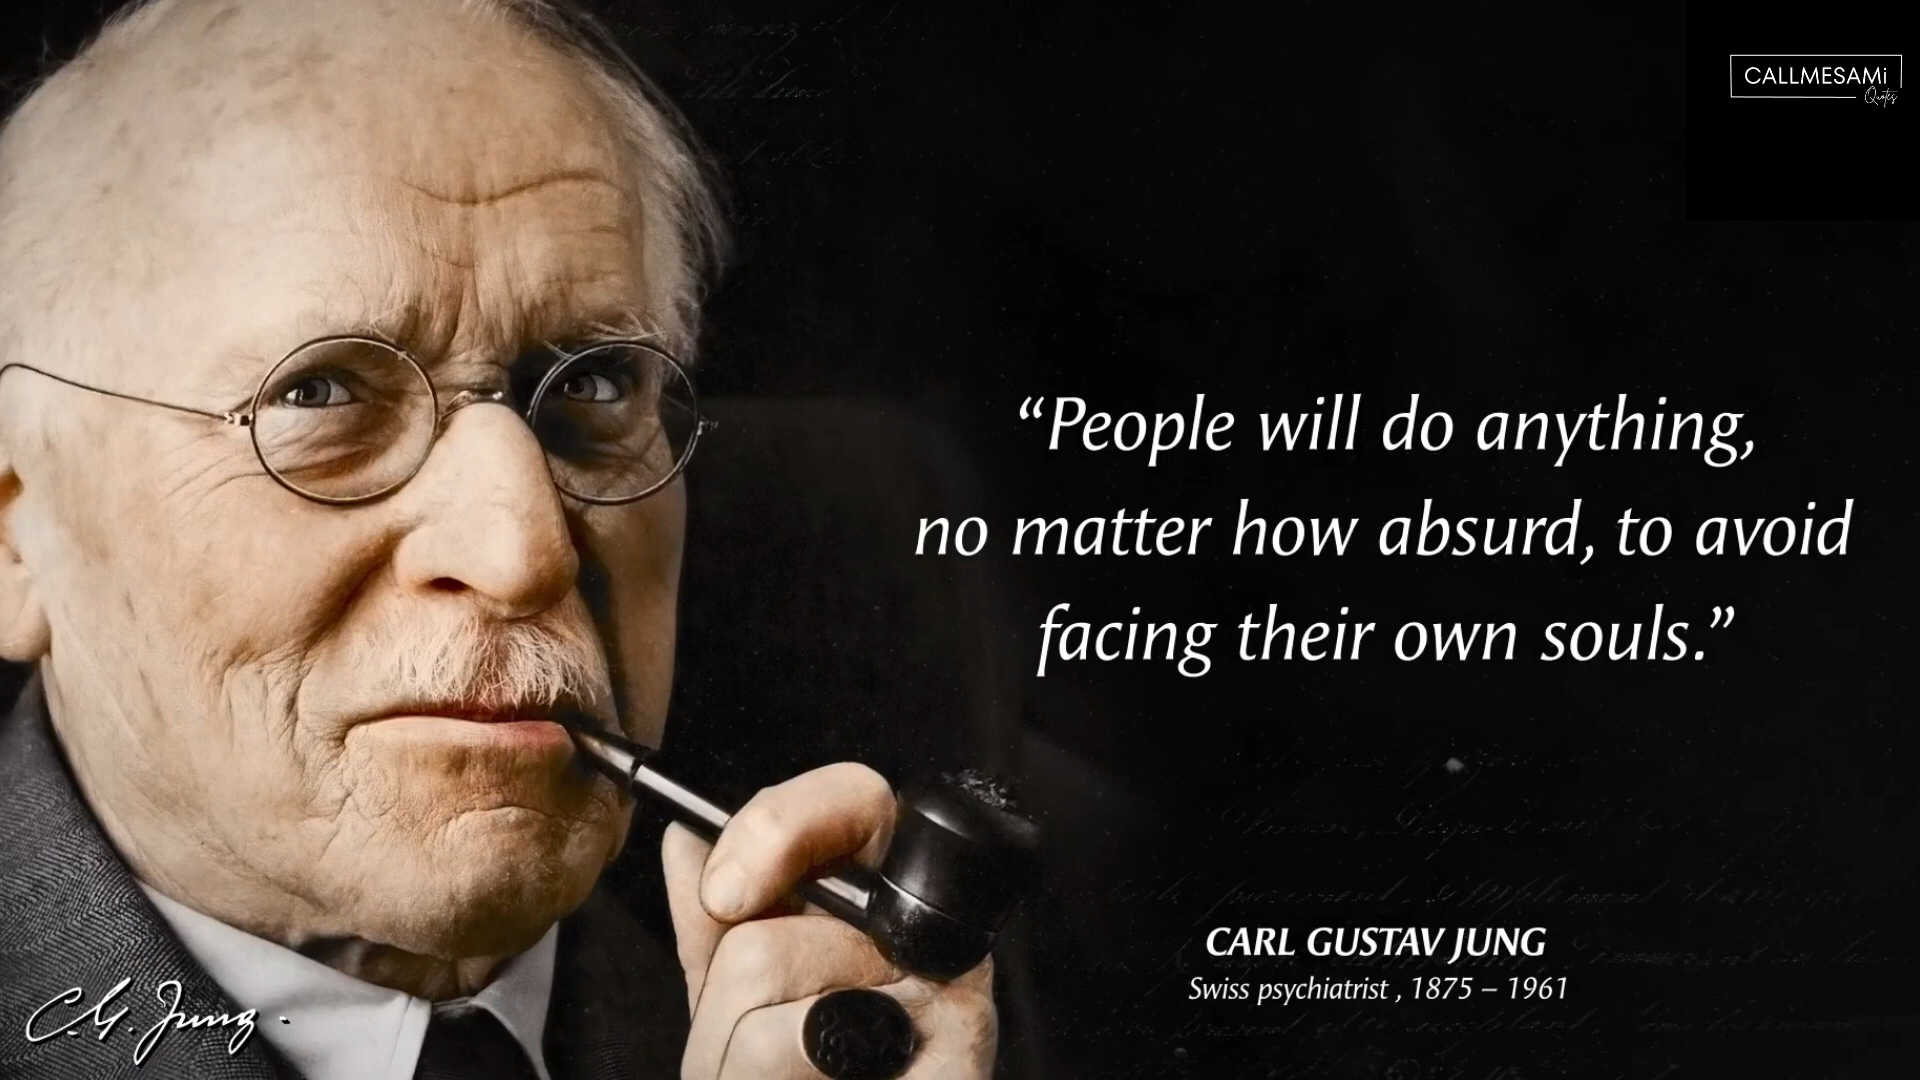 CALLMESAMi
Quotes
“People will do anything,
no matter how absurd, to avoid
facing their own souls.”
CARL GUSTAV JUNG
Swiss psychiatrist , 1875 – 1961
C. G. Jung.